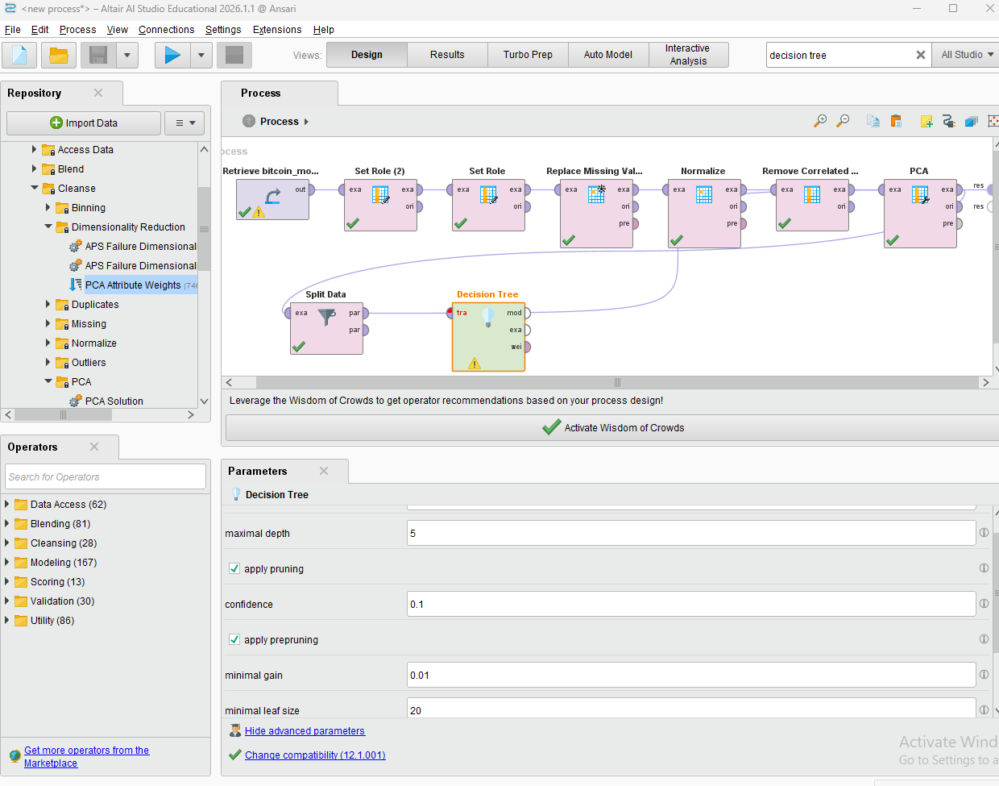 <new process*> – Altair AI Studio Educational 2026.1.1 @ Ansari
File Edit Process View Connections Settings Extensions Help
Views: Design Results Turbo Prep Auto Model Interactive Analysis decision tree All Studio
Repository
Import Data
Access Data
Blend
Cleanse
Binning
Dimensionality Reduction
APS Failure Dimensional
APS Failure Dimensional
PCA Attribute Weights (746
Duplicates
Missing
Normalize
Outliers
PCA
PCA Solution
Process
Process
ocess
Retrieve bitcoin_mo... Set Role (2) Set Role Replace Missing Val... Normalize Remove Correlated ... PCA
out exa exa exa exa exa exa exa exa exa exa exa exa res
ori ori ori ori ori ori res
pre pre pre
Split Data Decision Tree
exa par tra mod
par exa
wei
Leverage the Wisdom of Crowds to get operator recommendations based on your process design!
Activate Wisdom of Crowds
Operators
Search for Operators
Data Access (62)
Blending (81)
Cleansing (28)
Modeling (167)
Scoring (13)
Validation (30)
Utility (86)
Get more operators from the
Marketplace
Parameters
Decision Tree
maximal depth 5
apply pruning
confidence 0.1
apply prepruning
minimal gain 0.01
minimal leaf size 20
Hide advanced parameters
Change compatibility (12.1.001)
Activate Wind
Go to Settings to a